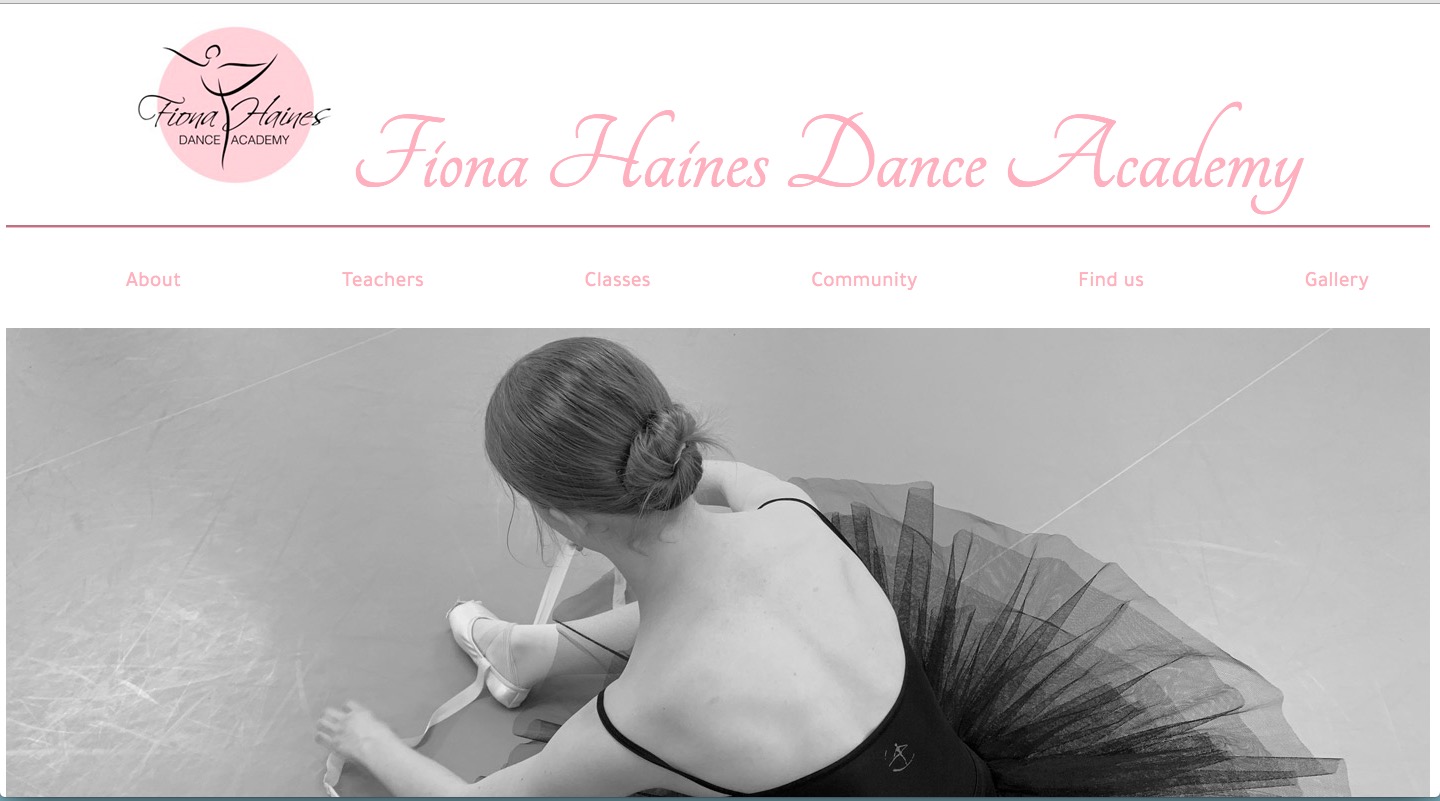 Fiona Haines
DANCE ACADEMY
Fiona Haines Dance Academy
About
Teachers
Classes
Community
Find us
Gallery